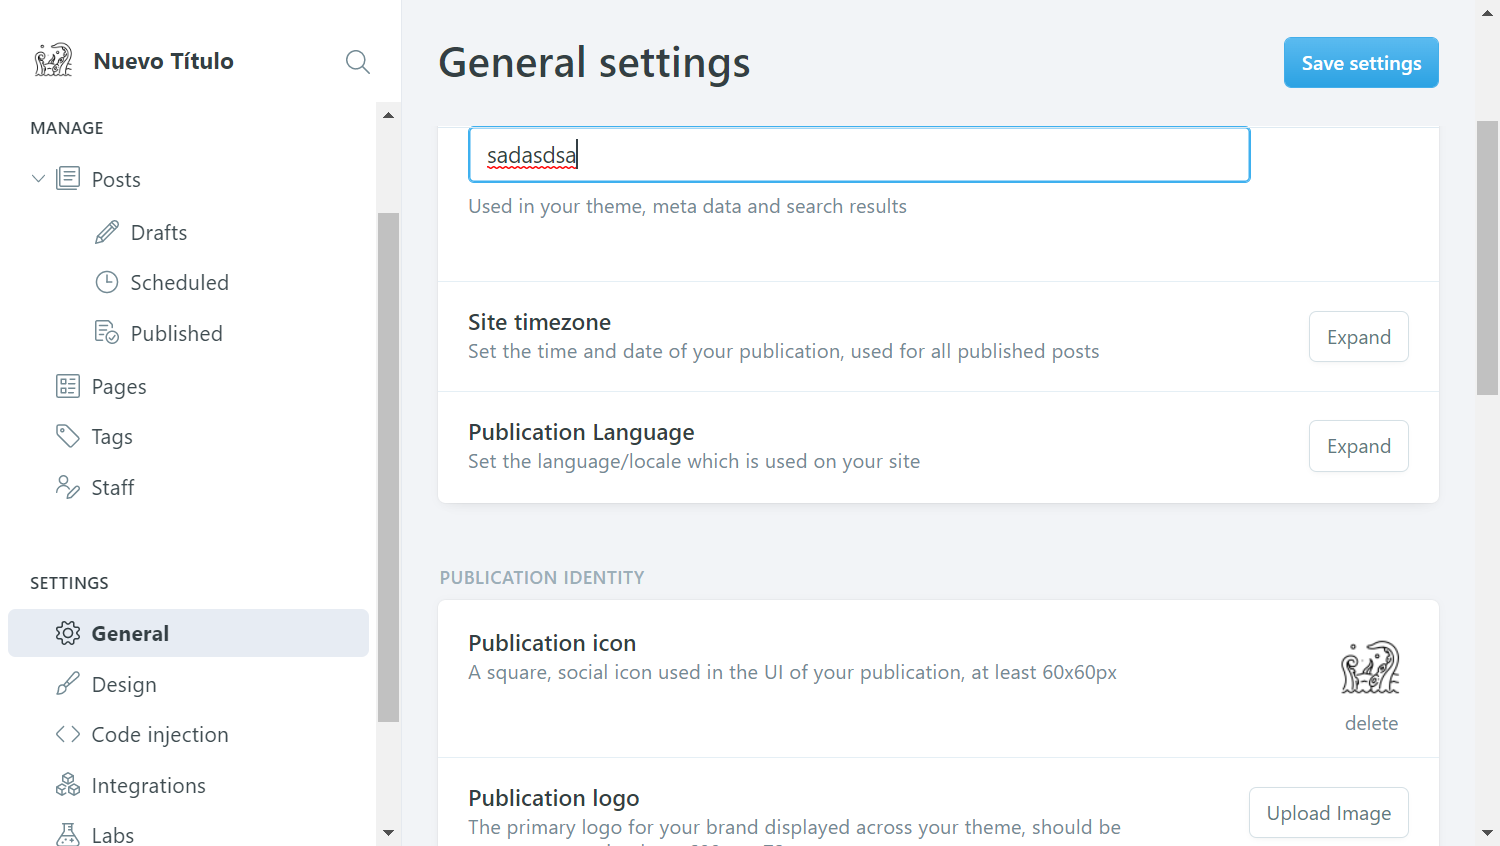 Nuevo Título
MANAGE
Posts
Drafts
Scheduled
Published
Pages
Tags
Staff
SETTINGS
General
Design
Code injection
Integrations
Labs
General settings
Save settings
sadasdsa
Used in your theme, meta data and search results
Site timezone
Set the time and date of your publication, used for all published posts
Expand
Publication Language
Set the language/locale which is used on your site
Expand
PUBLICATION IDENTITY
Publication icon
A square, social icon used in the UI of your publication, at least 60x60px
delete
Publication logo
The primary logo for your brand displayed across your theme, should be
Upload Image